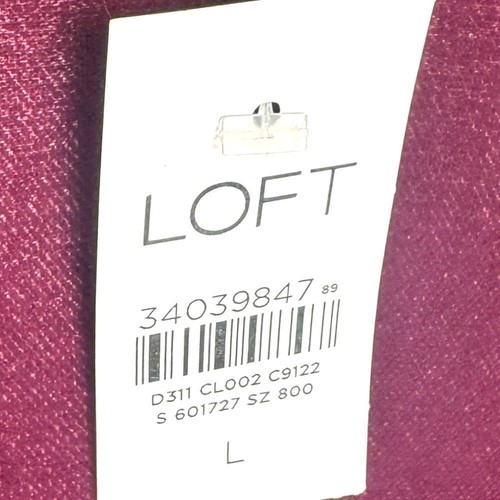 LOFT
34039847 89
D311 CL002 C9122
S 601727 SZ 800
L